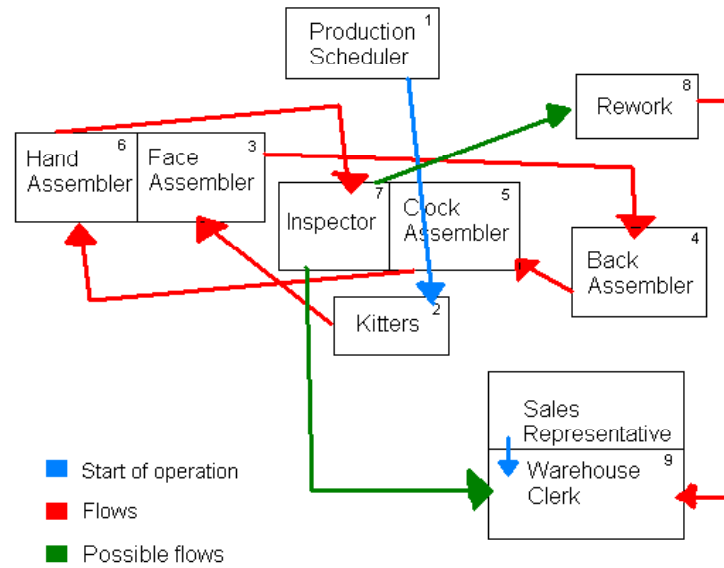 1
Production
Scheduler
8
Rework
6
Hand
Assembler
3
Face
Assembler
7
Inspector
5
Clock
Assembler
4
Back
Assembler
2
Kitters
Sales
Representative
9
Warehouse
Clerk
Start of operation
Flows
Possible flows